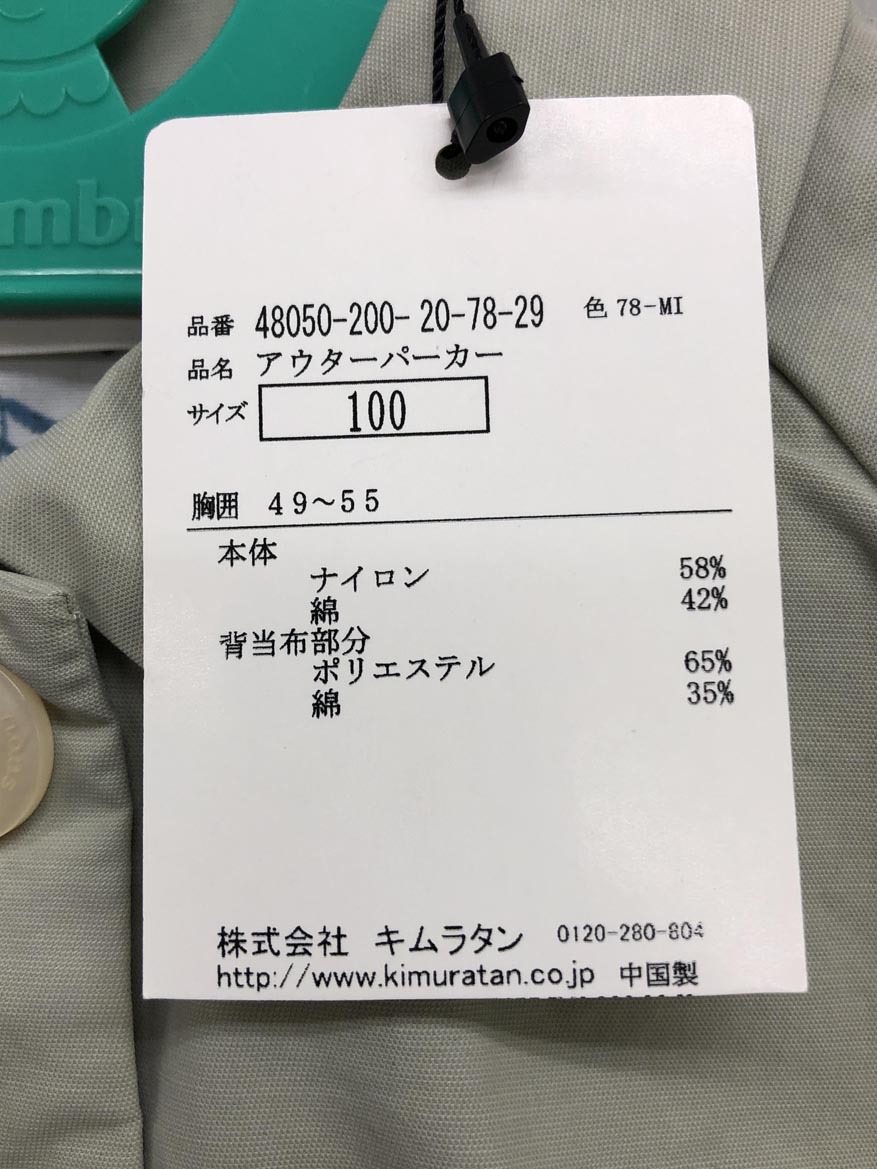 mb
品番 48050-200- 20-78-29 色 78-MI
品名 アウターパーカー
サイズ 100
胸囲 49〜55
本体
ナイロン 58%
綿 42%
背当布部分
ポリエステル 65%
綿 35%
株式会社 キムラタン 0120-280-804
http://www.kimuratan.co.jp 中国製